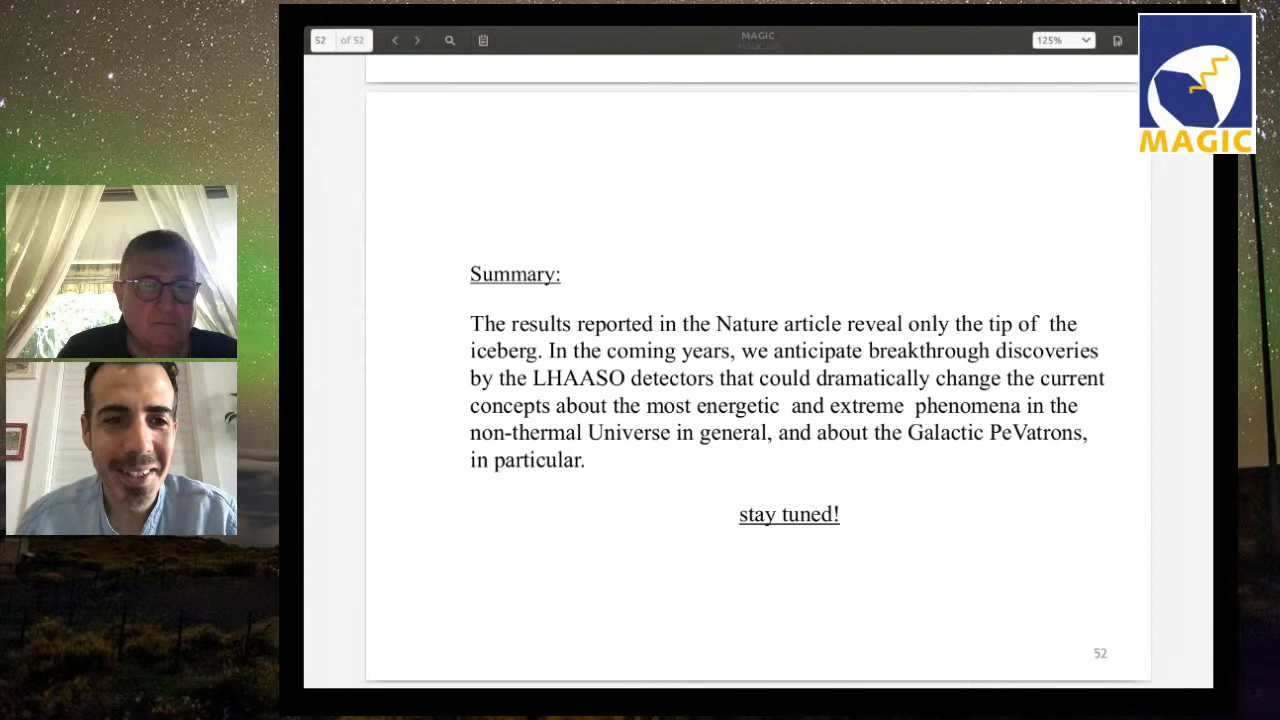 52 of 52
MAGIC
125%
MAGIC
Summary:
The results reported in the Nature article reveal only the tip of the
iceberg. In the coming years, we anticipate breakthrough discoveries
by the LHAASO detectors that could dramatically change the current
concepts about the most energetic and extreme phenomena in the
non-thermal Universe in general, and about the Galactic PeVatrons,
in particular.
stay tuned!
52